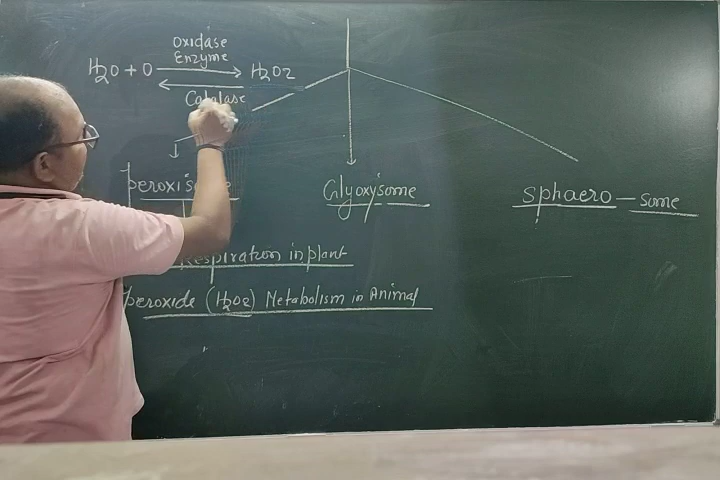 Oxidase
Enzyme
H2O + O H2O2
Catalase
Glyoxysome
Sphaero-some
Respiration in plant
Peroxide (H2O2) Metabolism in Animal